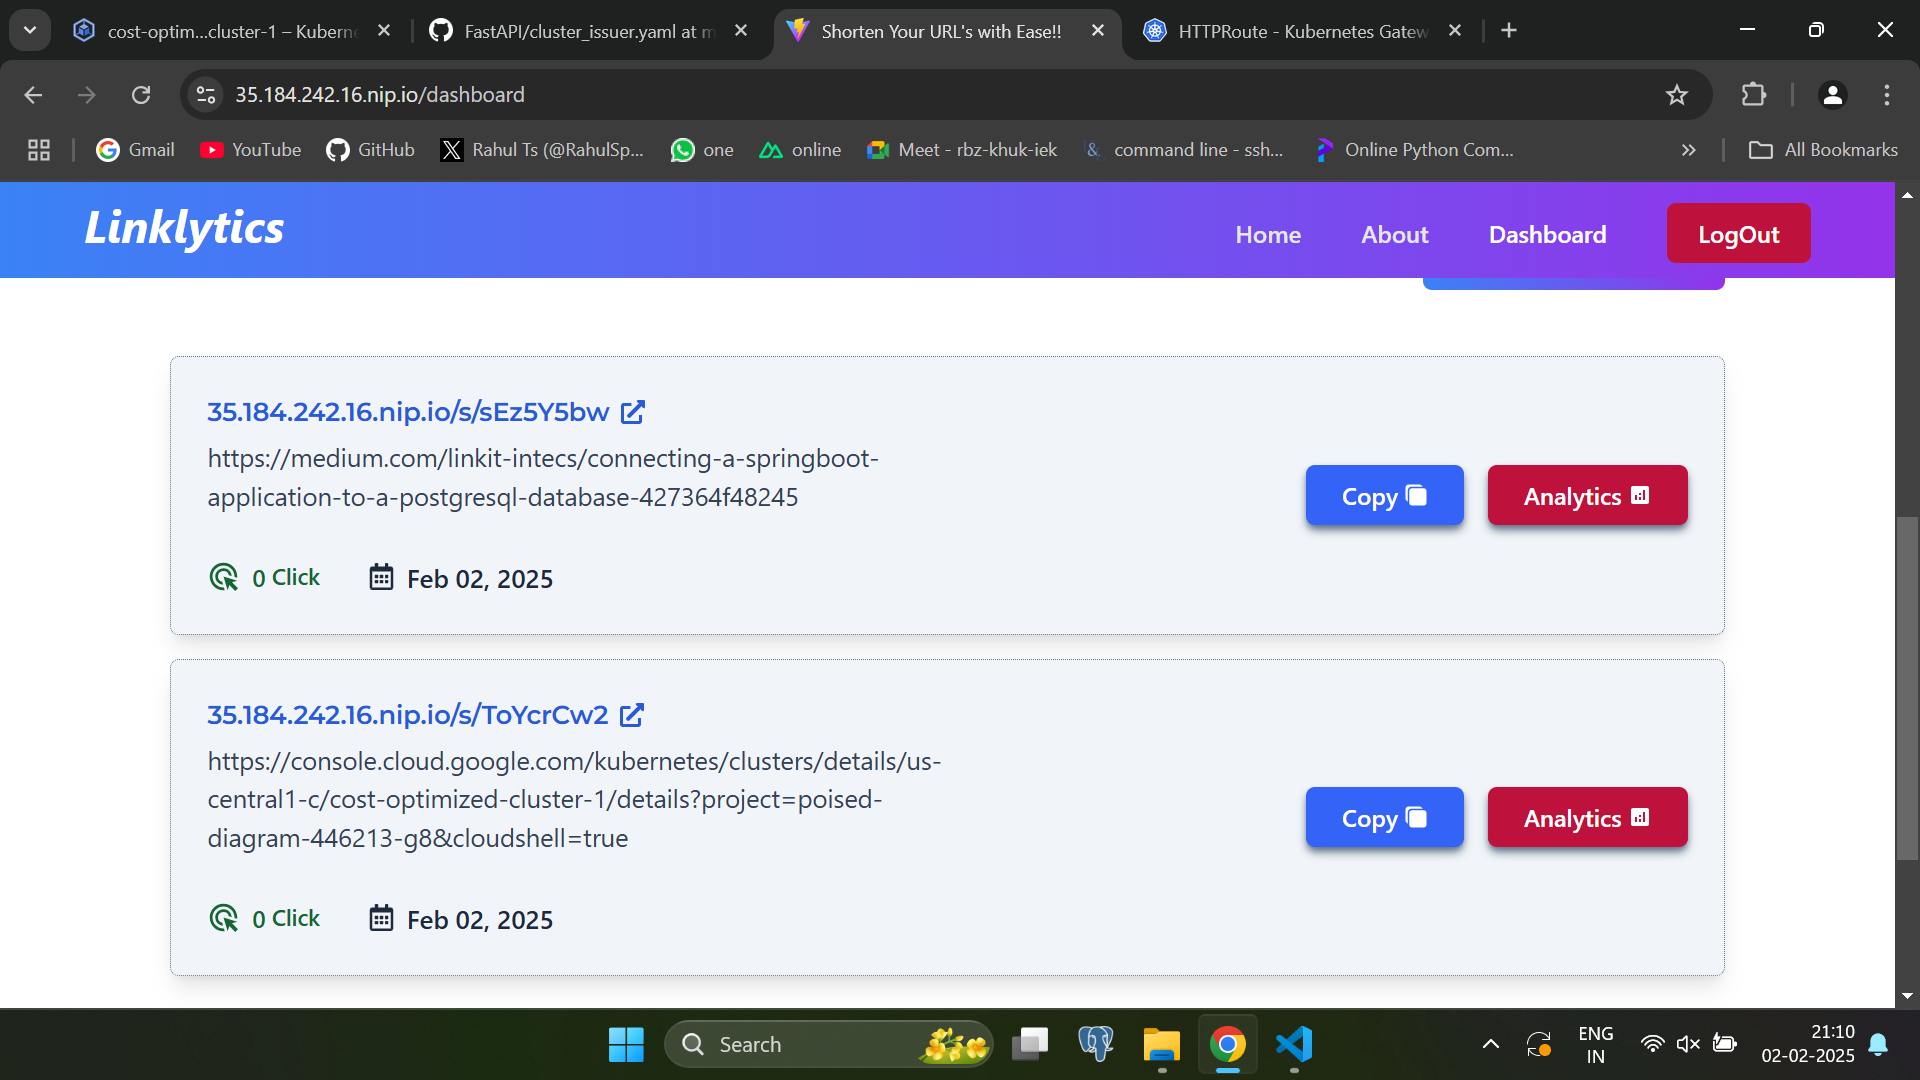 cost-optim...cluster-1 – Kuberne
FastAPI/cluster_issuer.yaml at m
Shorten Your URL's with Ease!!
HTTPRoute - Kubernetes Gatew
35.184.242.16.nip.io/dashboard
Gmail
YouTube
GitHub
Rahul Ts (@RahulSp...
one
online
Meet - rbz-khuk-iek
command line - ssh...
Online Python Com...
All Bookmarks
Linklytics
Home
About
Dashboard
LogOut
35.184.242.16.nip.io/s/sEz5Y5bw
https://medium.com/linkit-intecs/connecting-a-springboot-
application-to-a-postgresql-database-427364f48245
Copy
Analytics
0 Click
Feb 02, 2025
35.184.242.16.nip.io/s/ToYcrCw2
https://console.cloud.google.com/kubernetes/clusters/details/us-
central1-c/cost-optimized-cluster-1/details?project=poised-
diagram-446213-g8&cloudshell=true
Copy
Analytics
0 Click
Feb 02, 2025
Search
ENG
IN
21:10
02-02-2025